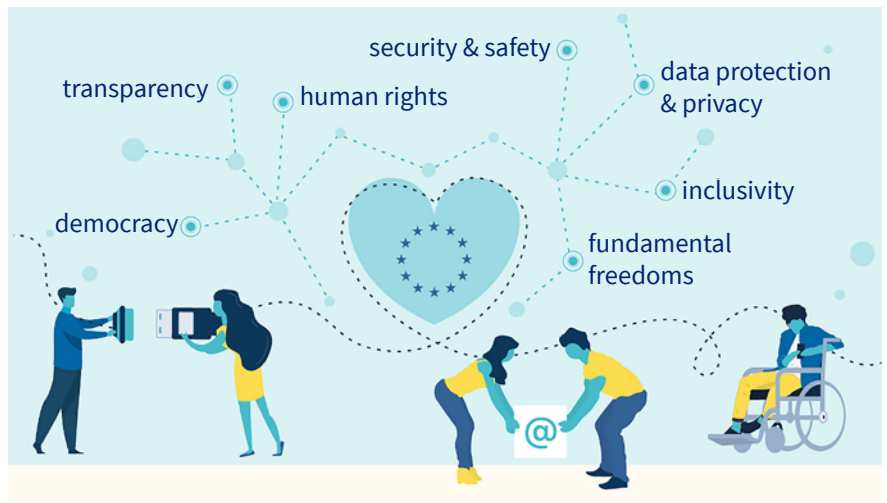 security & safety
transparency
human rights
data protection
& privacy
inclusivity
democracy
fundamental
freedoms
@